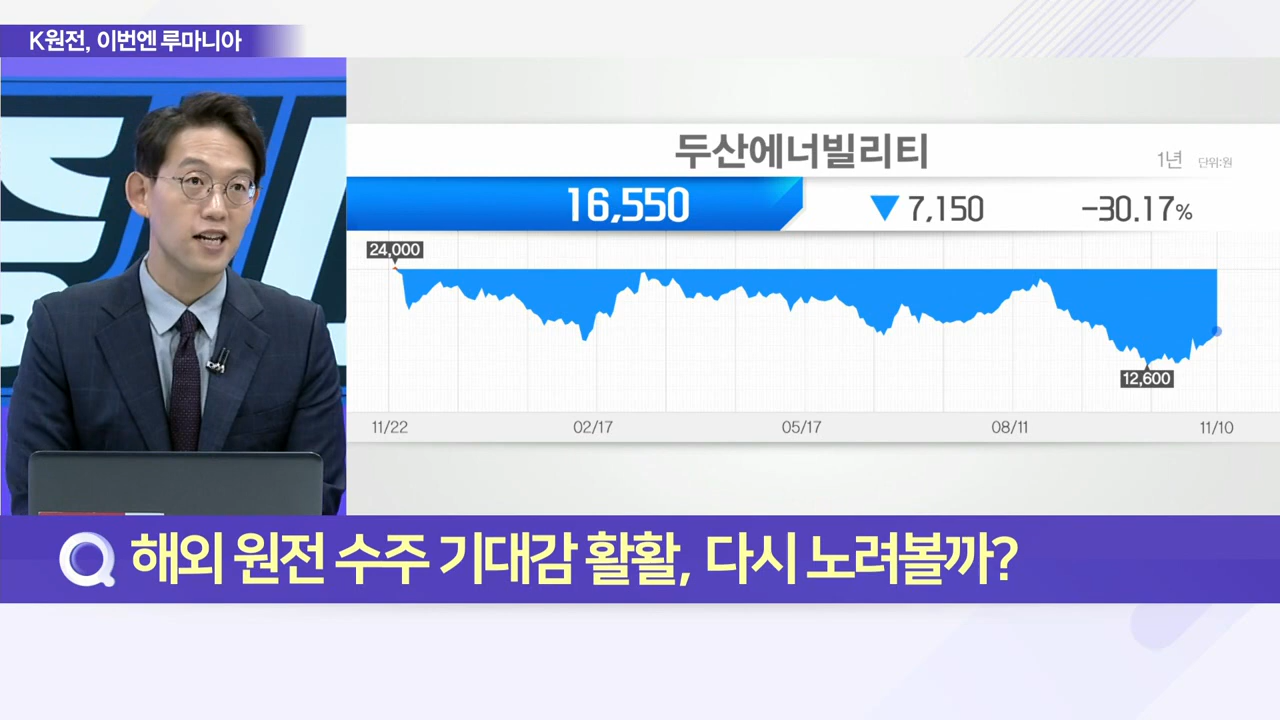 K원전, 이번엔 루마니아
두산에너빌리티
1년 단위:원
16,550 ▼ 7,150 -30.17%
24,000
12,600
11/22 02/17 05/17 08/11 11/10
Q 해외 원전 수주 기대감 활활, 다시 노려볼까?